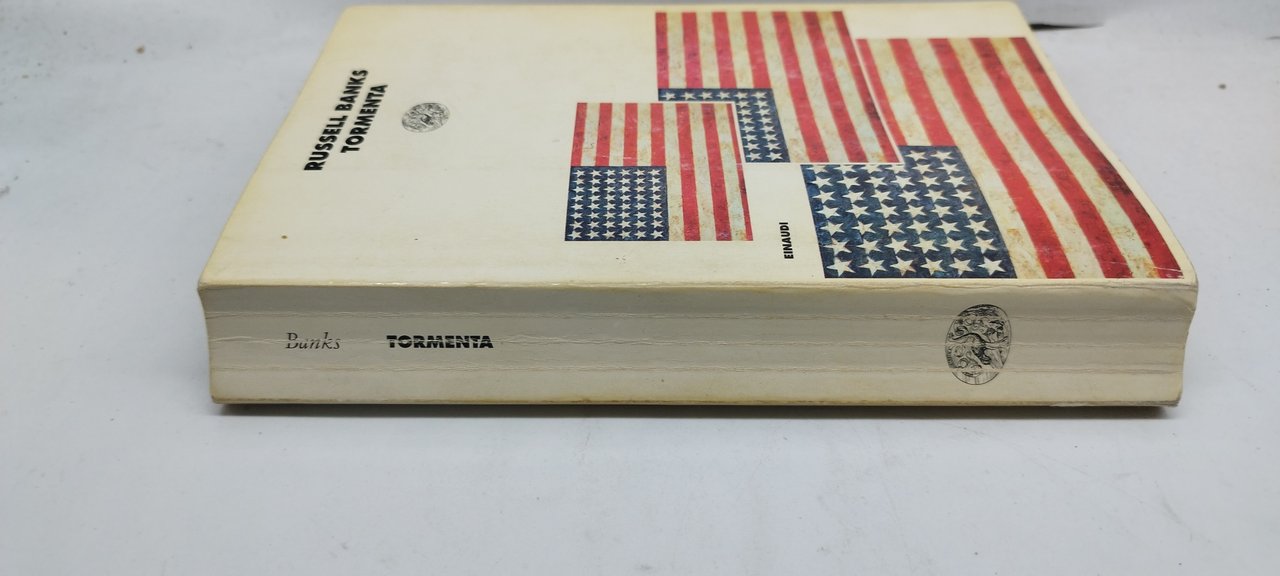 RUSSELL BANKS
TORMENTA
EINAUDI
Banks
TORMENTA